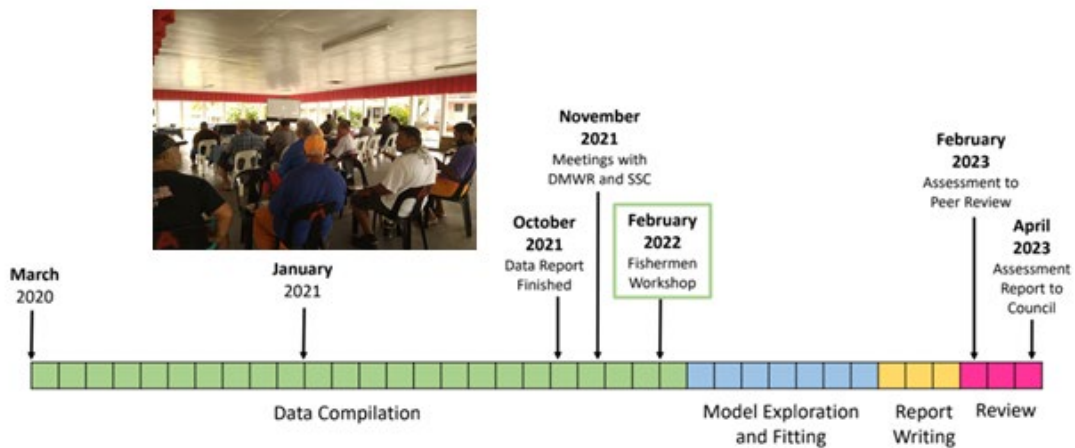 March
2020
January
2021
October
2021
Data Report
Finished
November
2021
Meetings with
DMWR and SSC
February
2022
Fishermen
Workshop
February
2023
Assessment to
Peer Review
April
2023
Assessment
Report to
Council
Data Compilation
Model Exploration
and Fitting
Report
Writing
Review